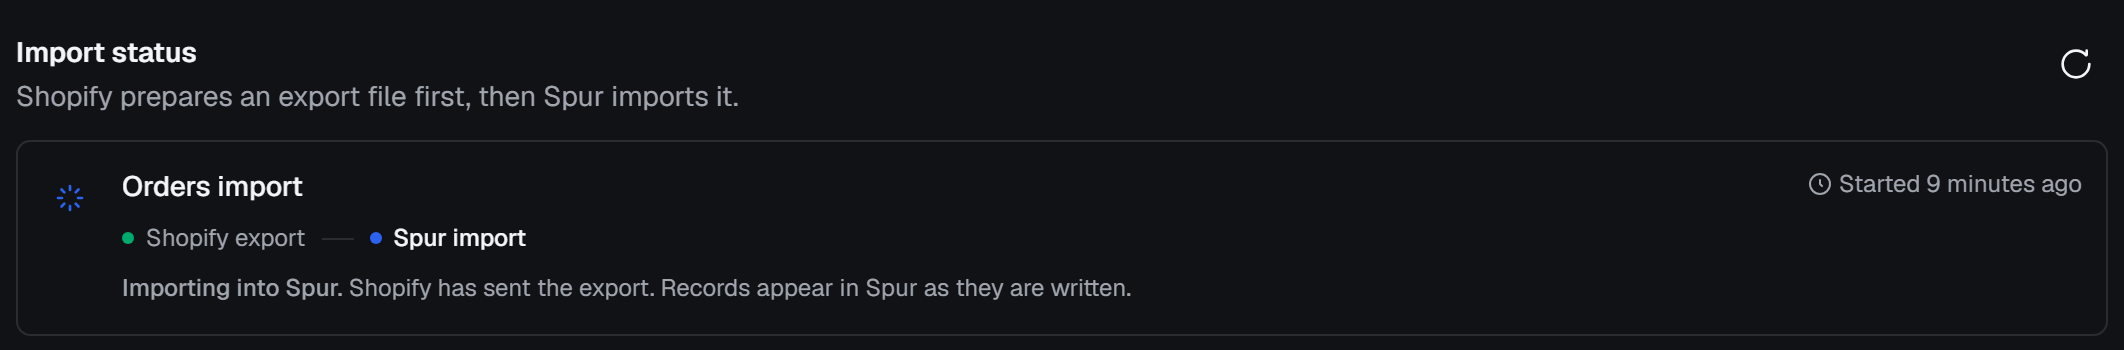 Import status
Shopify prepares an export file first, then Spur imports it.
Orders import
Started 9 minutes ago
Shopify export
Spur import
Importing into Spur. Shopify has sent the export. Records appear in Spur as they are written.